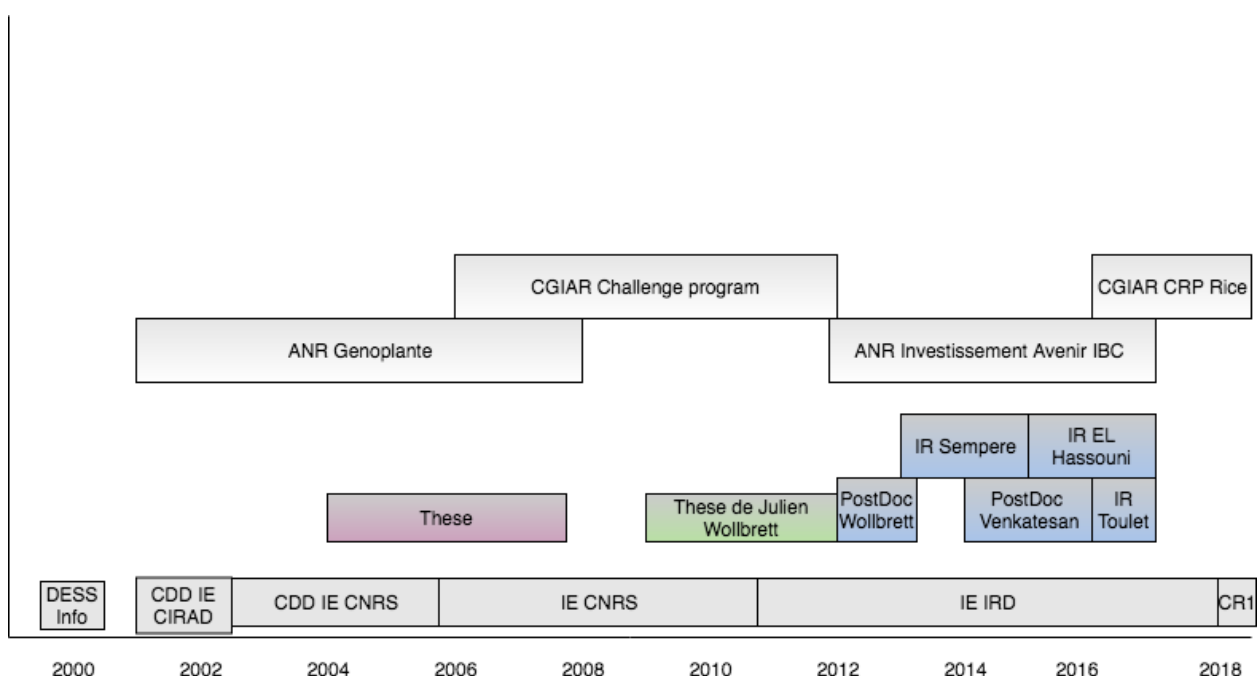 CGIAR Challenge program
CGIAR CRP Rice
ANR Genoplante
ANR Investissement Avenir IBC
IR Sempere
IR EL
Hassouni
These
These de Julien
Wollbrett
PostDoc
Wollbrett
PostDoc
Venkatesan
IR
Toulet
DESS
Info
CDD IE
CIRAD
CDD IE CNRS
IE CNRS
IE IRD
CR1
2000 2002 2004 2006 2008 2010 2012 2014 2016 2018